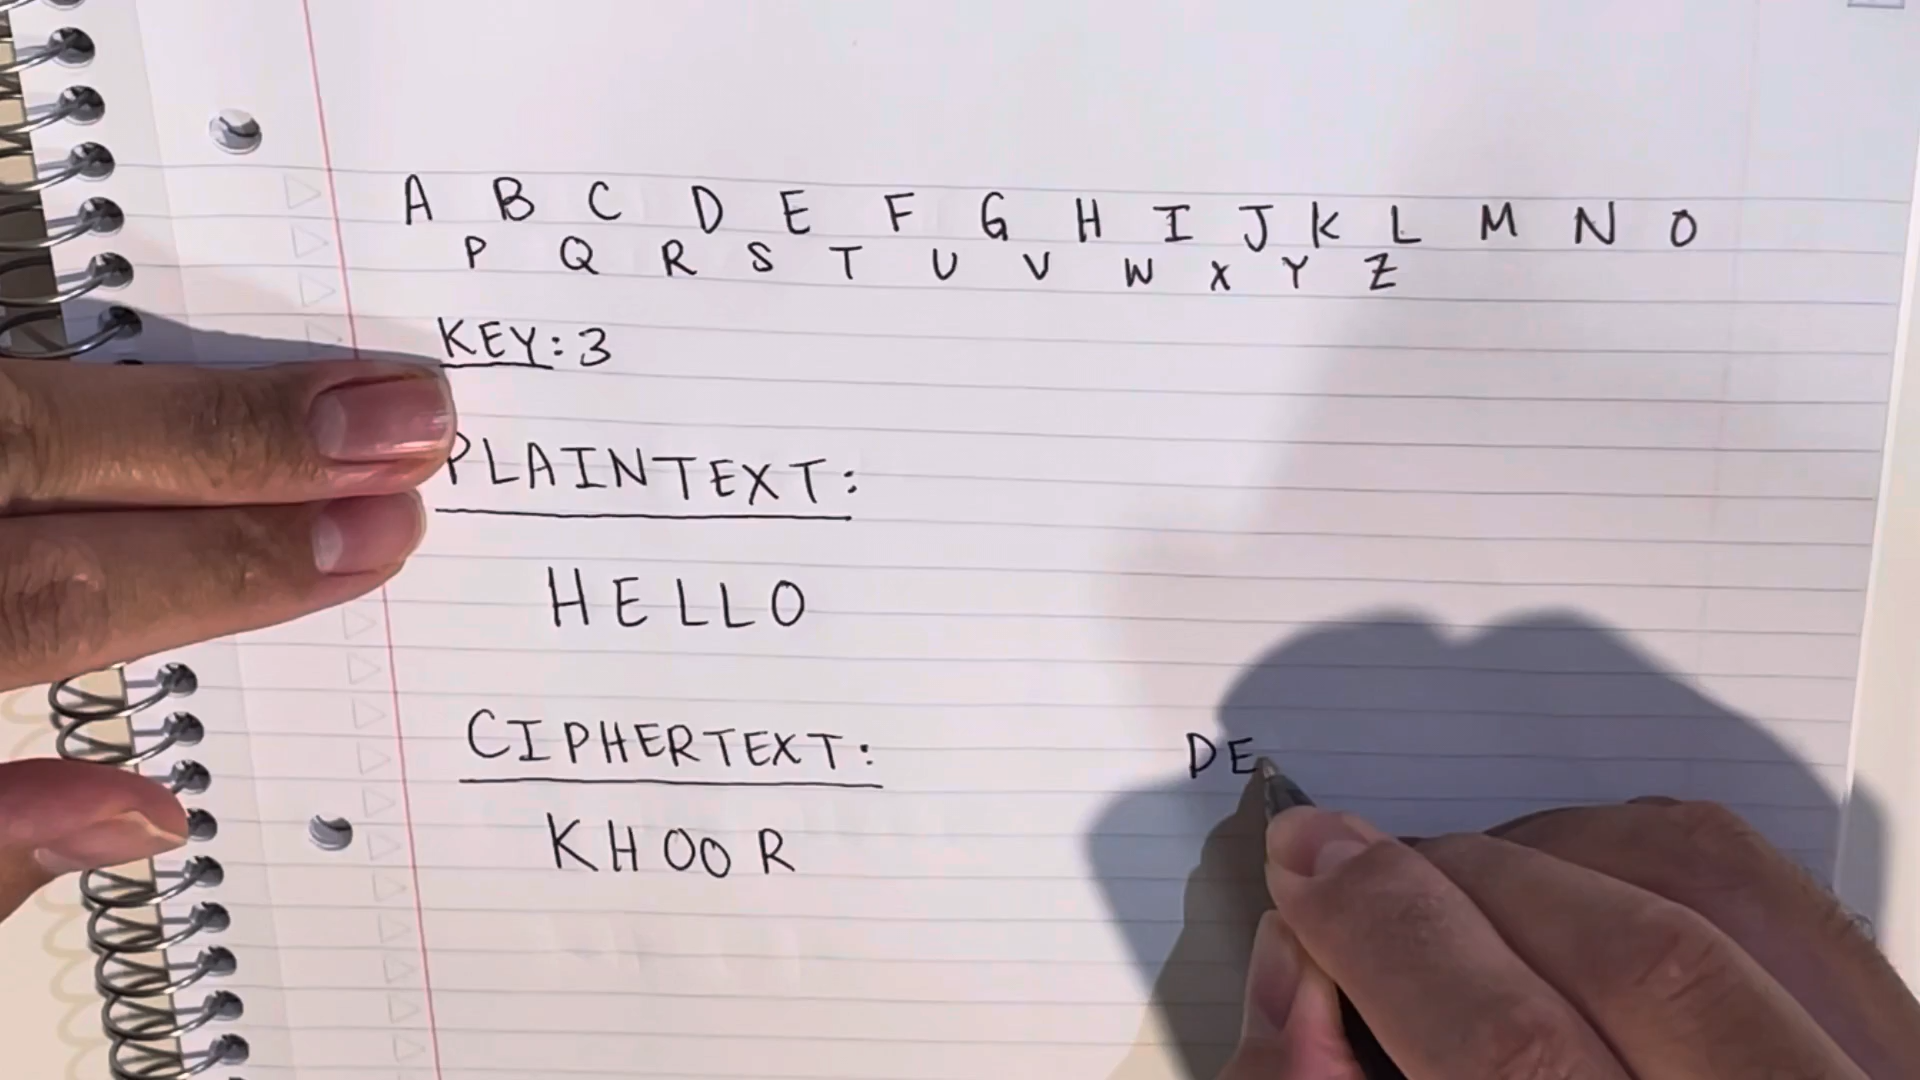 A B C D E F G H I J K L M N O
P Q R S T U V W X Y Z
KEY: 3
PLAINTEXT:
HELLO
CIPHERTEXT:
KHOOR
DE